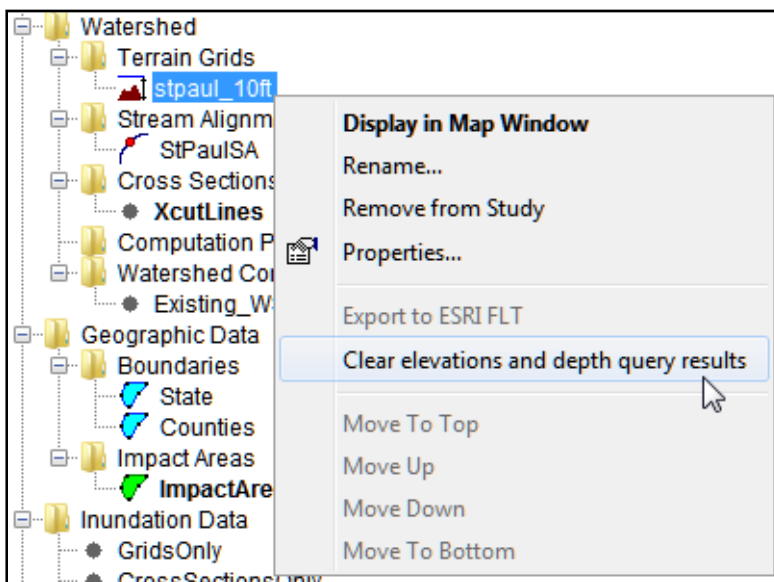 Watershed
Terrain Grids
stpaul_10ft
Stream Alignm
StPaulSA
Cross Sections
XcutLines
Computation P
Watershed Co
Existing_W
Geographic Data
Boundaries
State
Counties
Impact Areas
ImpactAre
Inundation Data
GridsOnly
CrossSectionsOnly
Display in Map Window
Rename...
Remove from Study
Properties...
Export to ESRI FLT
Clear elevations and depth query results
Move To Top
Move Up
Move Down
Move To Bottom